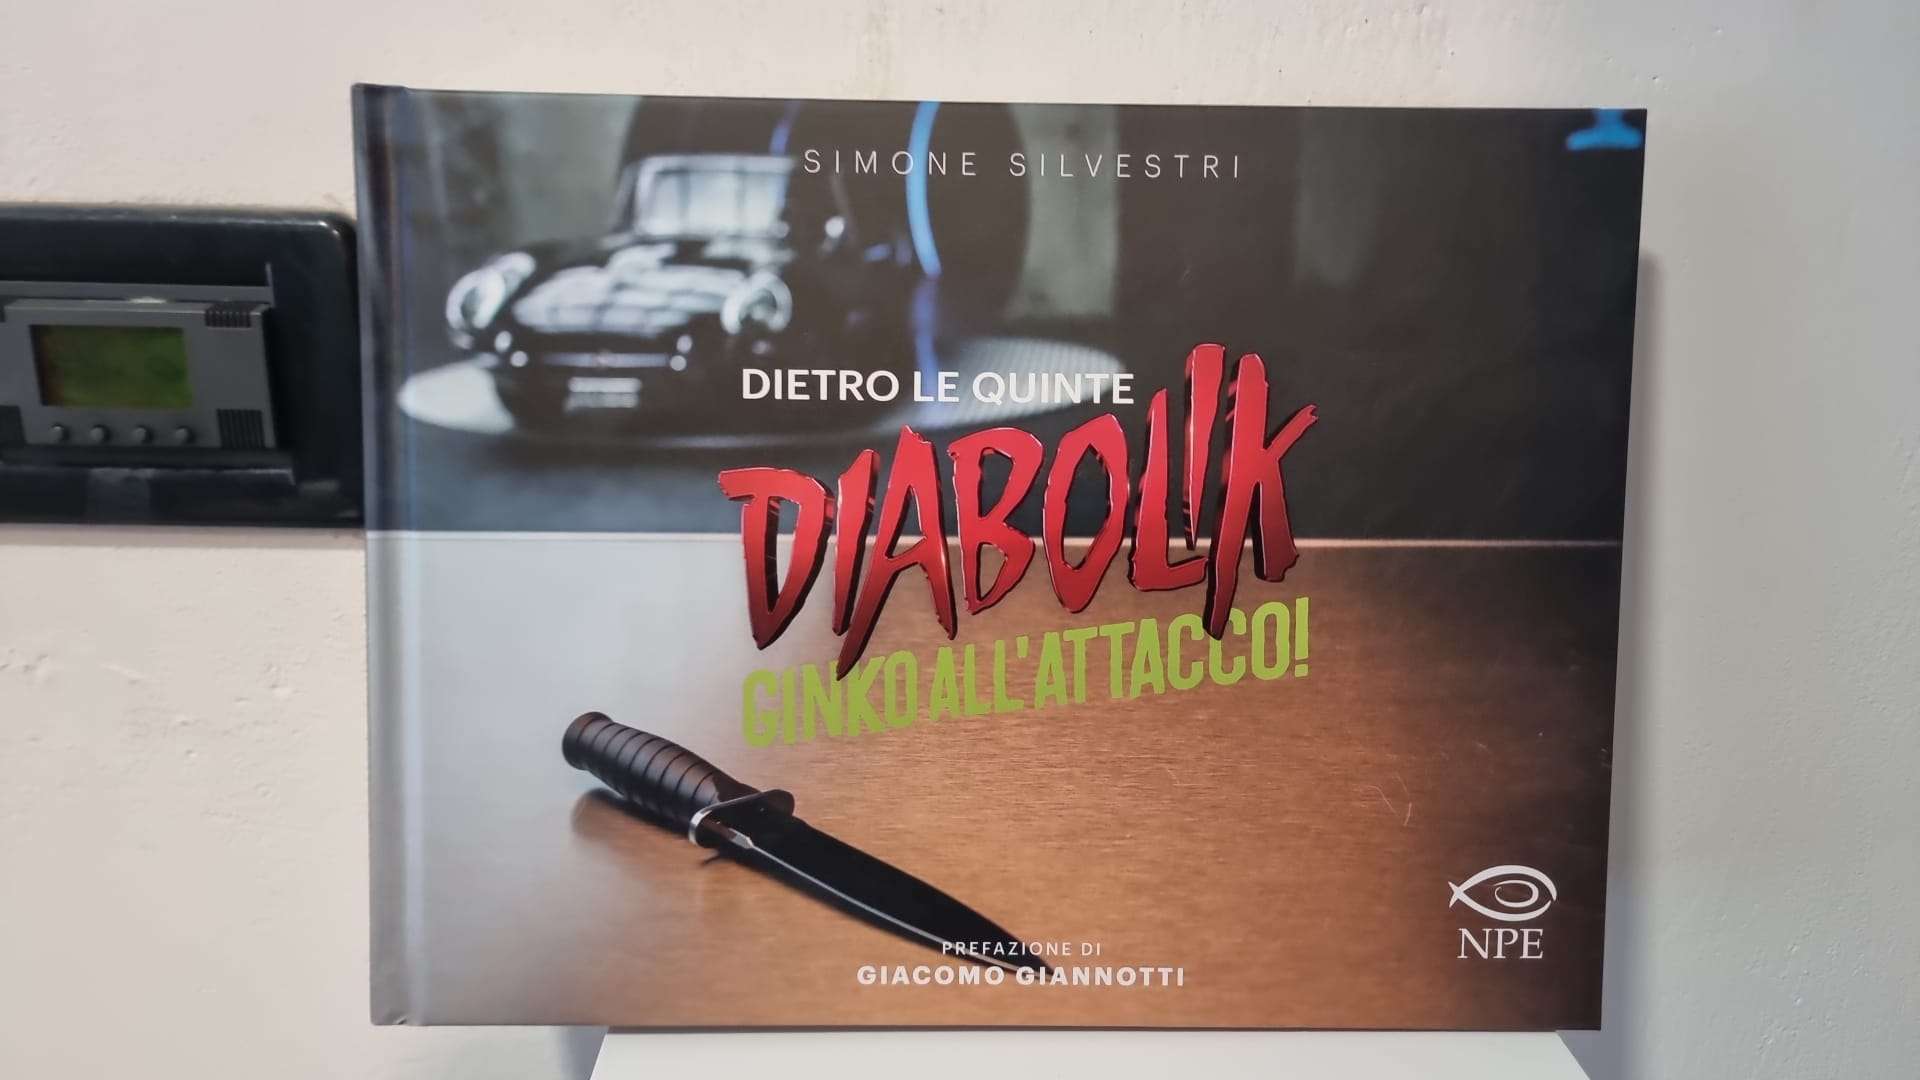 SIMONE SILVESTRI
DIETRO LE QUINTE
DIABOLIK
GINKO ALL'ATTACCO!
PREFAZIONE DI
GIACOMO GIANNOTTI
NPE